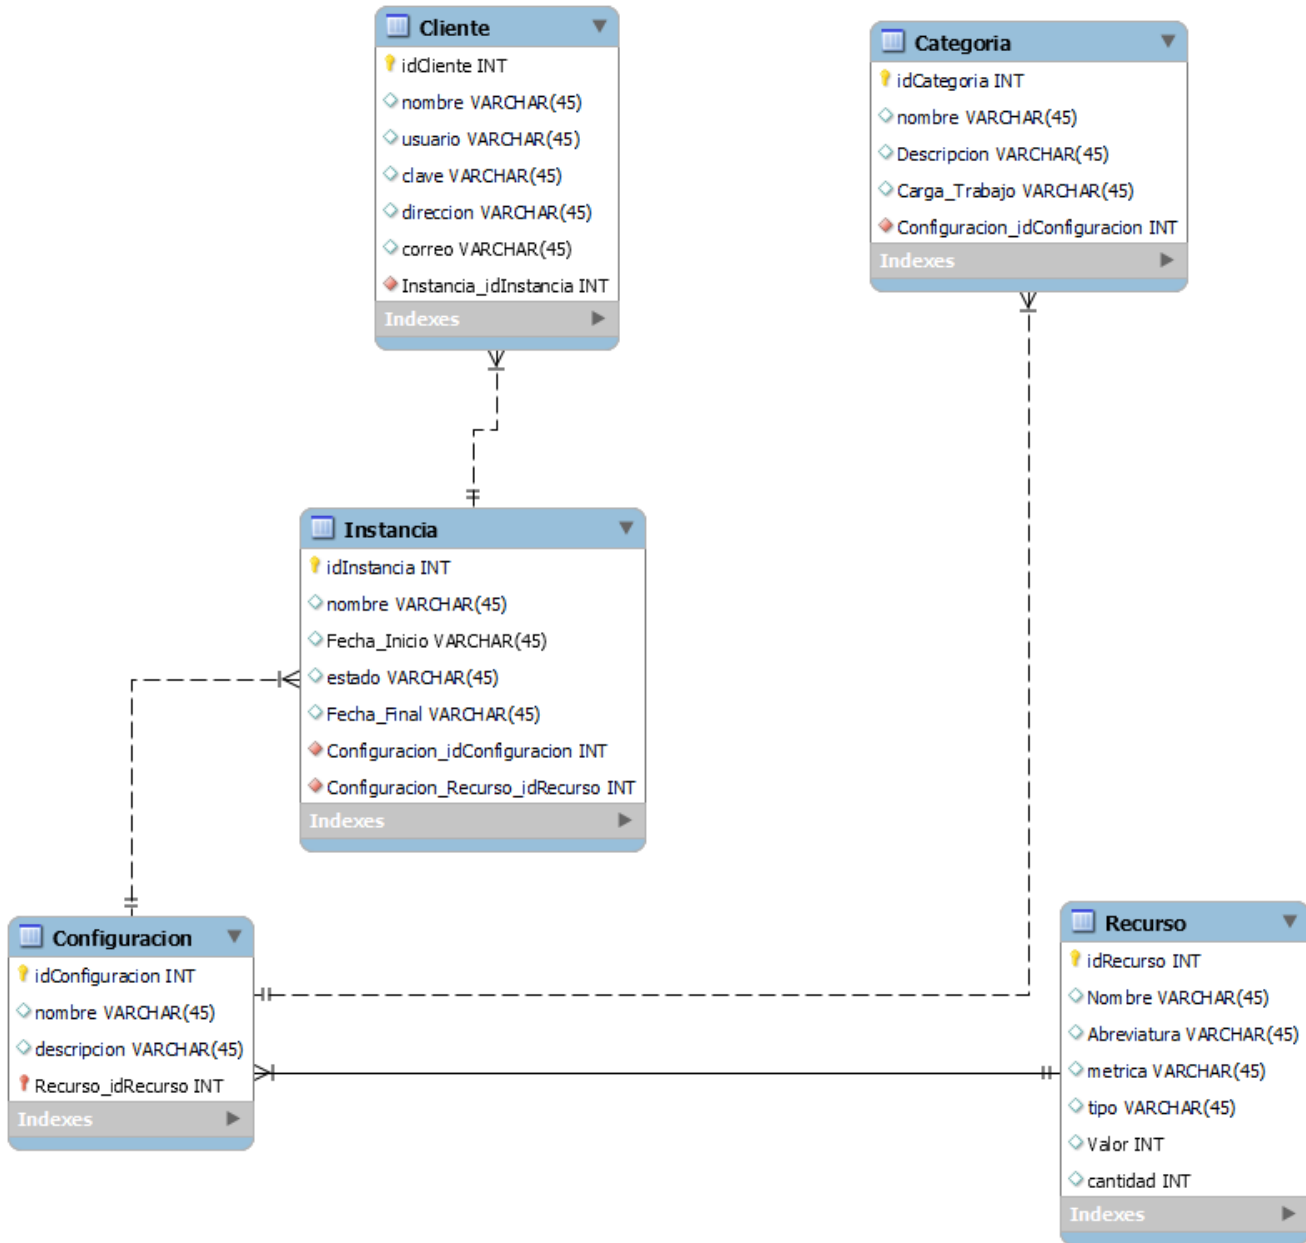 Cliente
idCliente INT
nombre VARCHAR(45)
usuario VARCHAR(45)
clave VARCHAR(45)
direccion VARCHAR(45)
correo VARCHAR(45)
Instancia_idInstancia INT
Indexes
Categoria
idCategoria INT
nombre VARCHAR(45)
Descripcion VARCHAR(45)
Carga_Trabajo VARCHAR(45)
Configuracion_idConfiguracion INT
Indexes
Instancia
idInstancia INT
nombre VARCHAR(45)
Fecha_Inicio VARCHAR(45)
estado VARCHAR(45)
Fecha_Final VARCHAR(45)
Configuracion_idConfiguracion INT
Configuracion_Recurso_idRecurso INT
Indexes
Configuracion
idConfiguracion INT
nombre VARCHAR(45)
descripcion VARCHAR(45)
Recurso_idRecurso INT
Indexes
Recurso
idRecurso INT
Nombre VARCHAR(45)
Abreviatura VARCHAR(45)
metrica VARCHAR(45)
tipo VARCHAR(45)
Valor INT
cantidad INT
Indexes